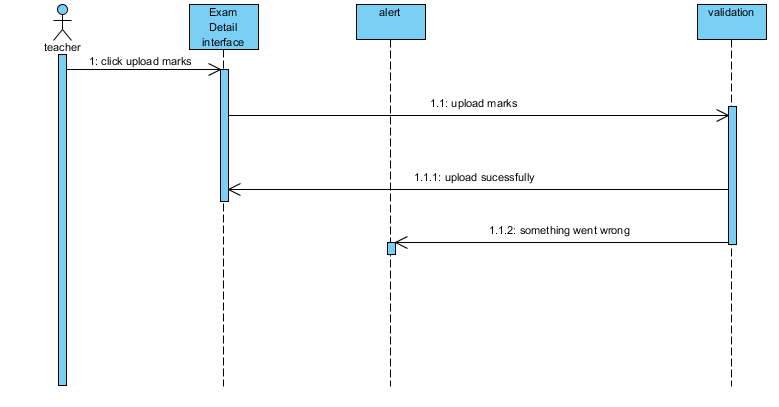 Exam
Detail
interface
alert
validation
teacher
1: click upload marks
1.1: upload marks
1.1.1: upload sucessfully
1.1.2: something went wrong